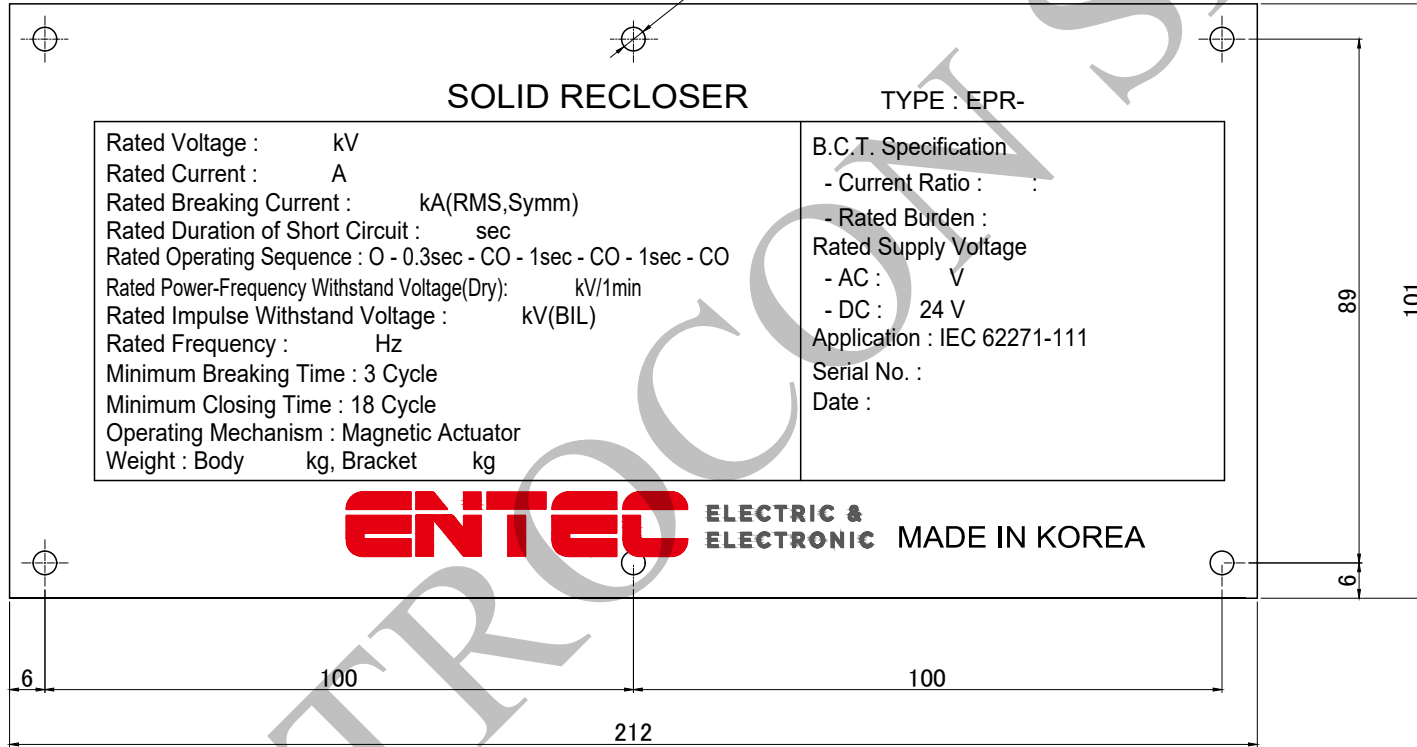 SOLID RECLOSER
TYPE : EPR-
Rated Voltage : kV
Rated Current : A
Rated Breaking Current : kA(RMS,Symm)
Rated Duration of Short Circuit : sec
Rated Operating Sequence : O - 0.3sec - CO - 1sec - CO - 1sec - CO
Rated Power-Frequency Withstand Voltage(Dry): kV/1min
Rated Impulse Withstand Voltage : kV(BIL)
Rated Frequency : Hz
Minimum Breaking Time : 3 Cycle
Minimum Closing Time : 18 Cycle
Operating Mechanism : Magnetic Actuator
Weight : Body kg, Bracket kg
B.C.T. Specification
- Current Ratio : :
- Rated Burden :
Rated Supply Voltage
- AC : V
- DC : 24 V
Application : IEC 62271-111
Serial No. :
Date :
ENTEC
ELECTRIC &
ELECTRONIC
MADE IN KOREA
89
101
6
6
100
100
212